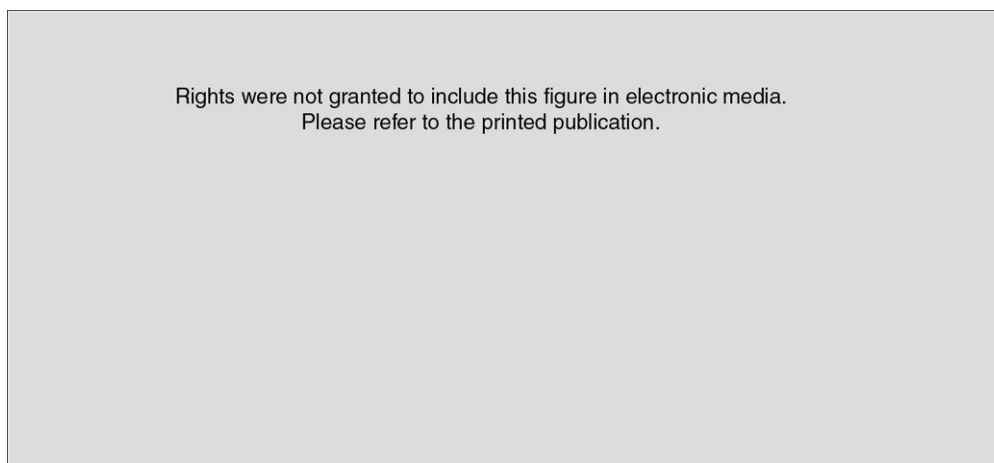 Rights were not granted to include this figure in electronic media.
Please refer to the printed publication.